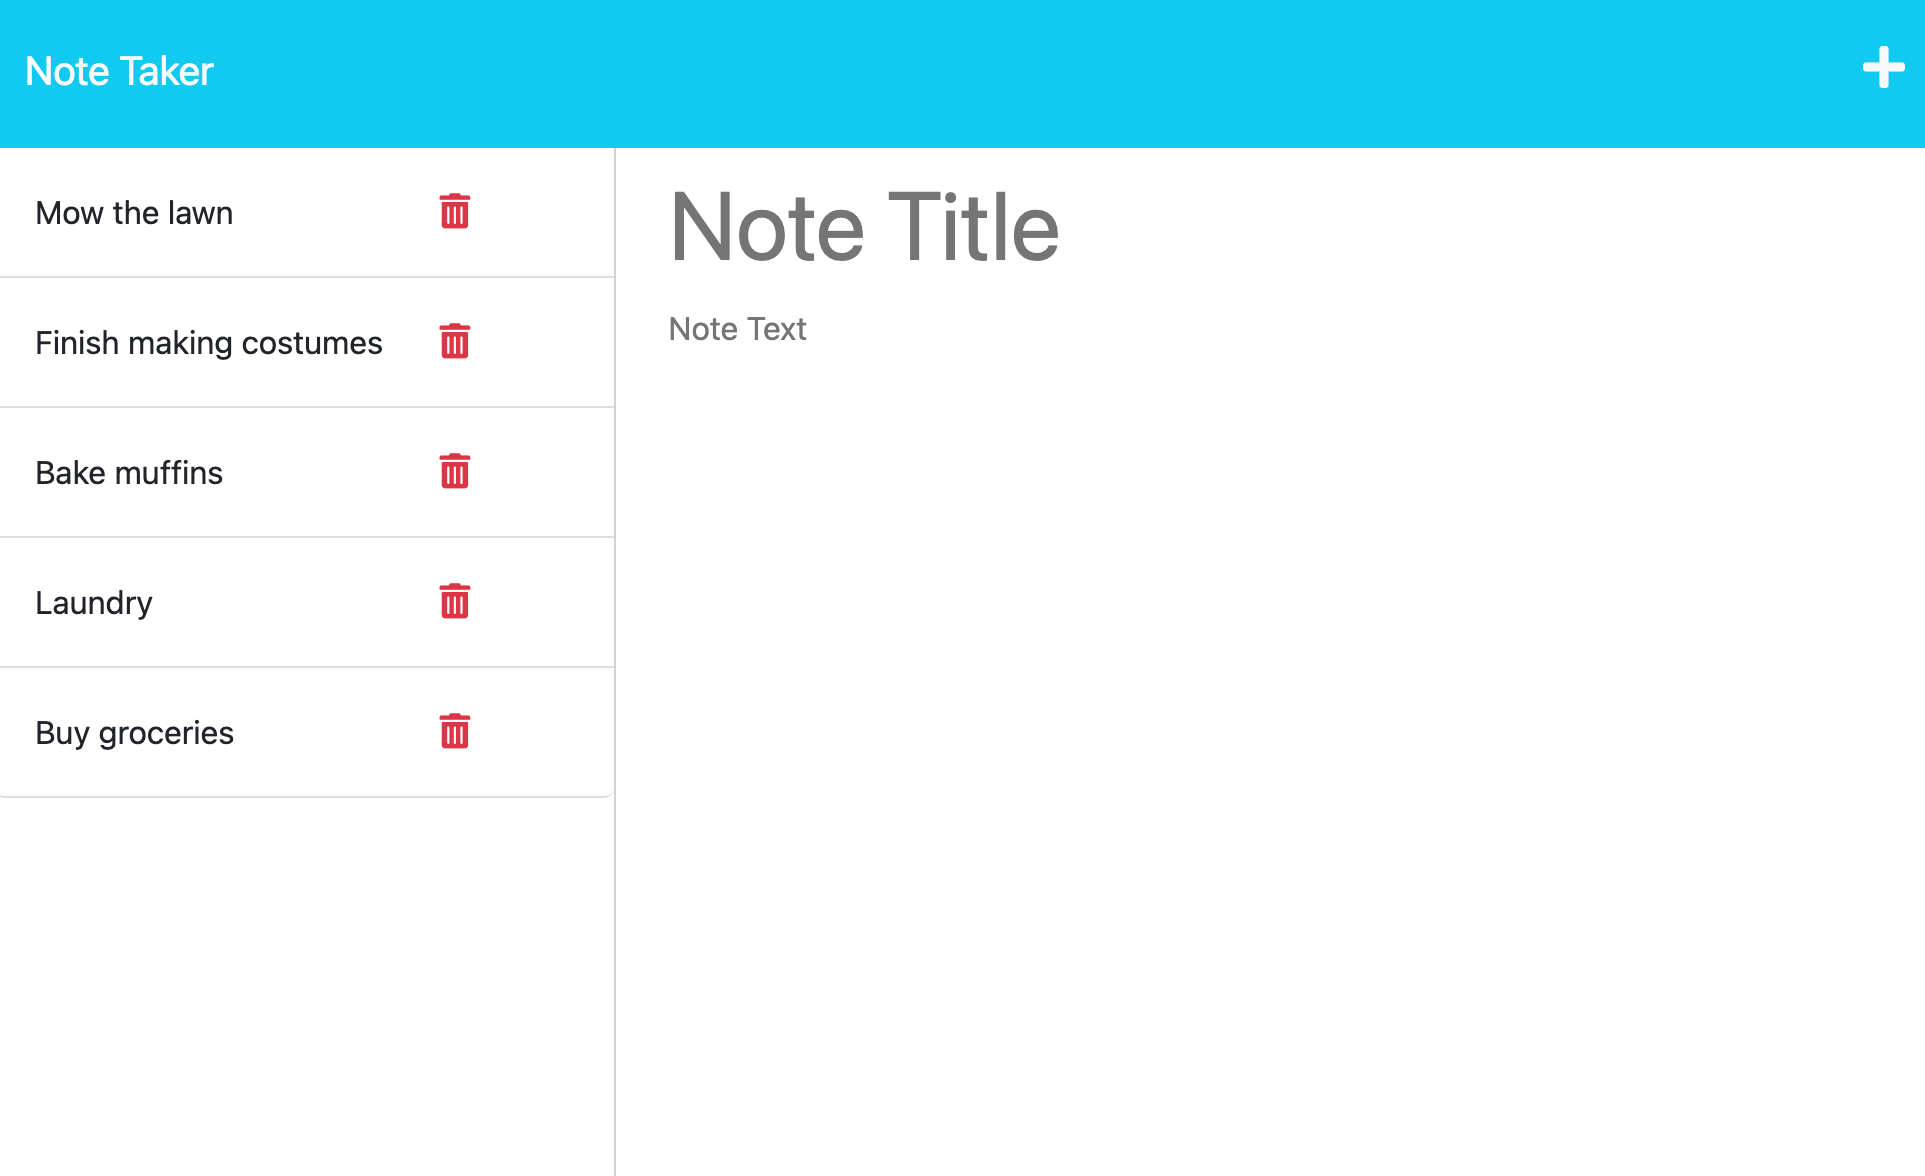 Note Taker
Mow the lawn
Finish making costumes
Bake muffins
Laundry
Buy groceries
Note Title
Note Text